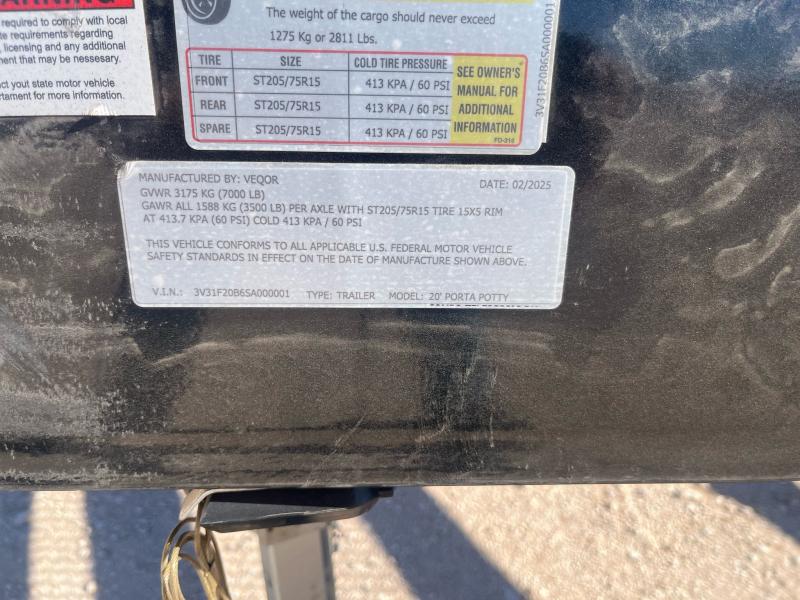 required to comply with local
requirements regarding
licensing and any additional
that may be nessesary.
your state motor vehicle
for more information.
The weight of the cargo should never exceed
1275 Kg or 2811 Lbs.
TIRE SIZE COLD TIRE PRESSURE
FRONT ST205/75R15 413 KPA / 60 PSI
REAR ST205/75R15 413 KPA / 60 PSI
SPARE ST205/75R15 413 KPA / 60 PSI
SEE OWNER'S
MANUAL FOR
ADDITIONAL
INFORMATION
3V31F20B6SA000001
MANUFACTURED BY: VEQOR DATE: 02/2025
GVWR 3175 KG (7000 LB)
GAWR ALL 1588 KG (3500 LB) PER AXLE WITH ST205/75R15 TIRE 15X5 RIM
AT 413.7 KPA (60 PSI) COLD 413 KPA / 60 PSI
THIS VEHICLE CONFORMS TO ALL APPLICABLE U.S. FEDERAL MOTOR VEHICLE
SAFETY STANDARDS IN EFFECT ON THE DATE OF MANUFACTURE SHOWN ABOVE.
V.I.N.: 3V31F20B6SA000001 TYPE: TRAILER MODEL: 20' PORTA POTTY